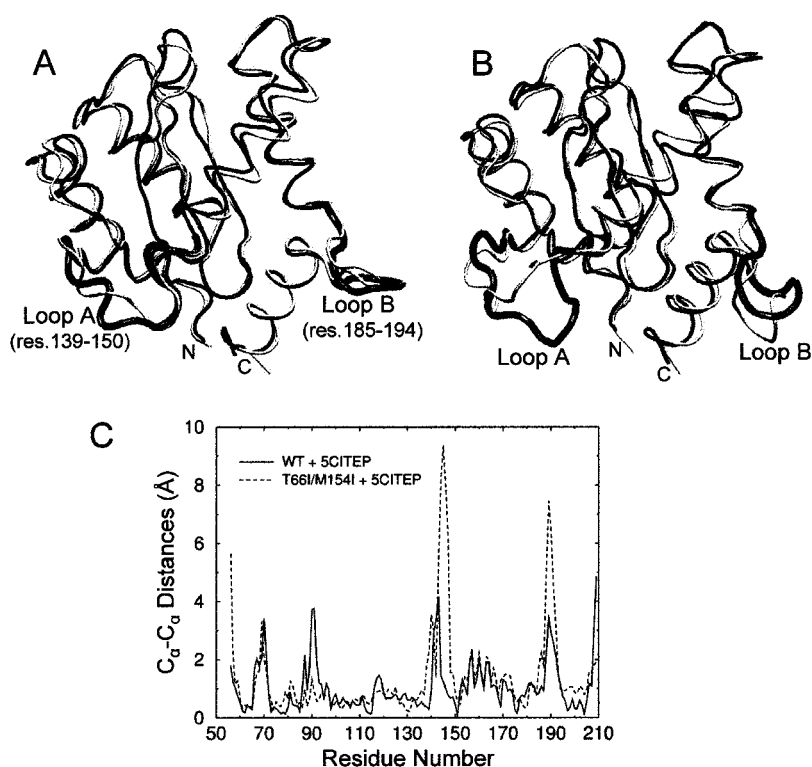 A
B
Loop A
(res.139-150)
N
C
Loop B
(res.185-194)
Loop A
N
C
Loop B
C
10
8
6
4
2
0
Cα-Cα Distances (Å)
WT + 5CITEP
T66I/M154I + 5CITEP
50 70 90 110 130 150 170 190 210
Residue Number